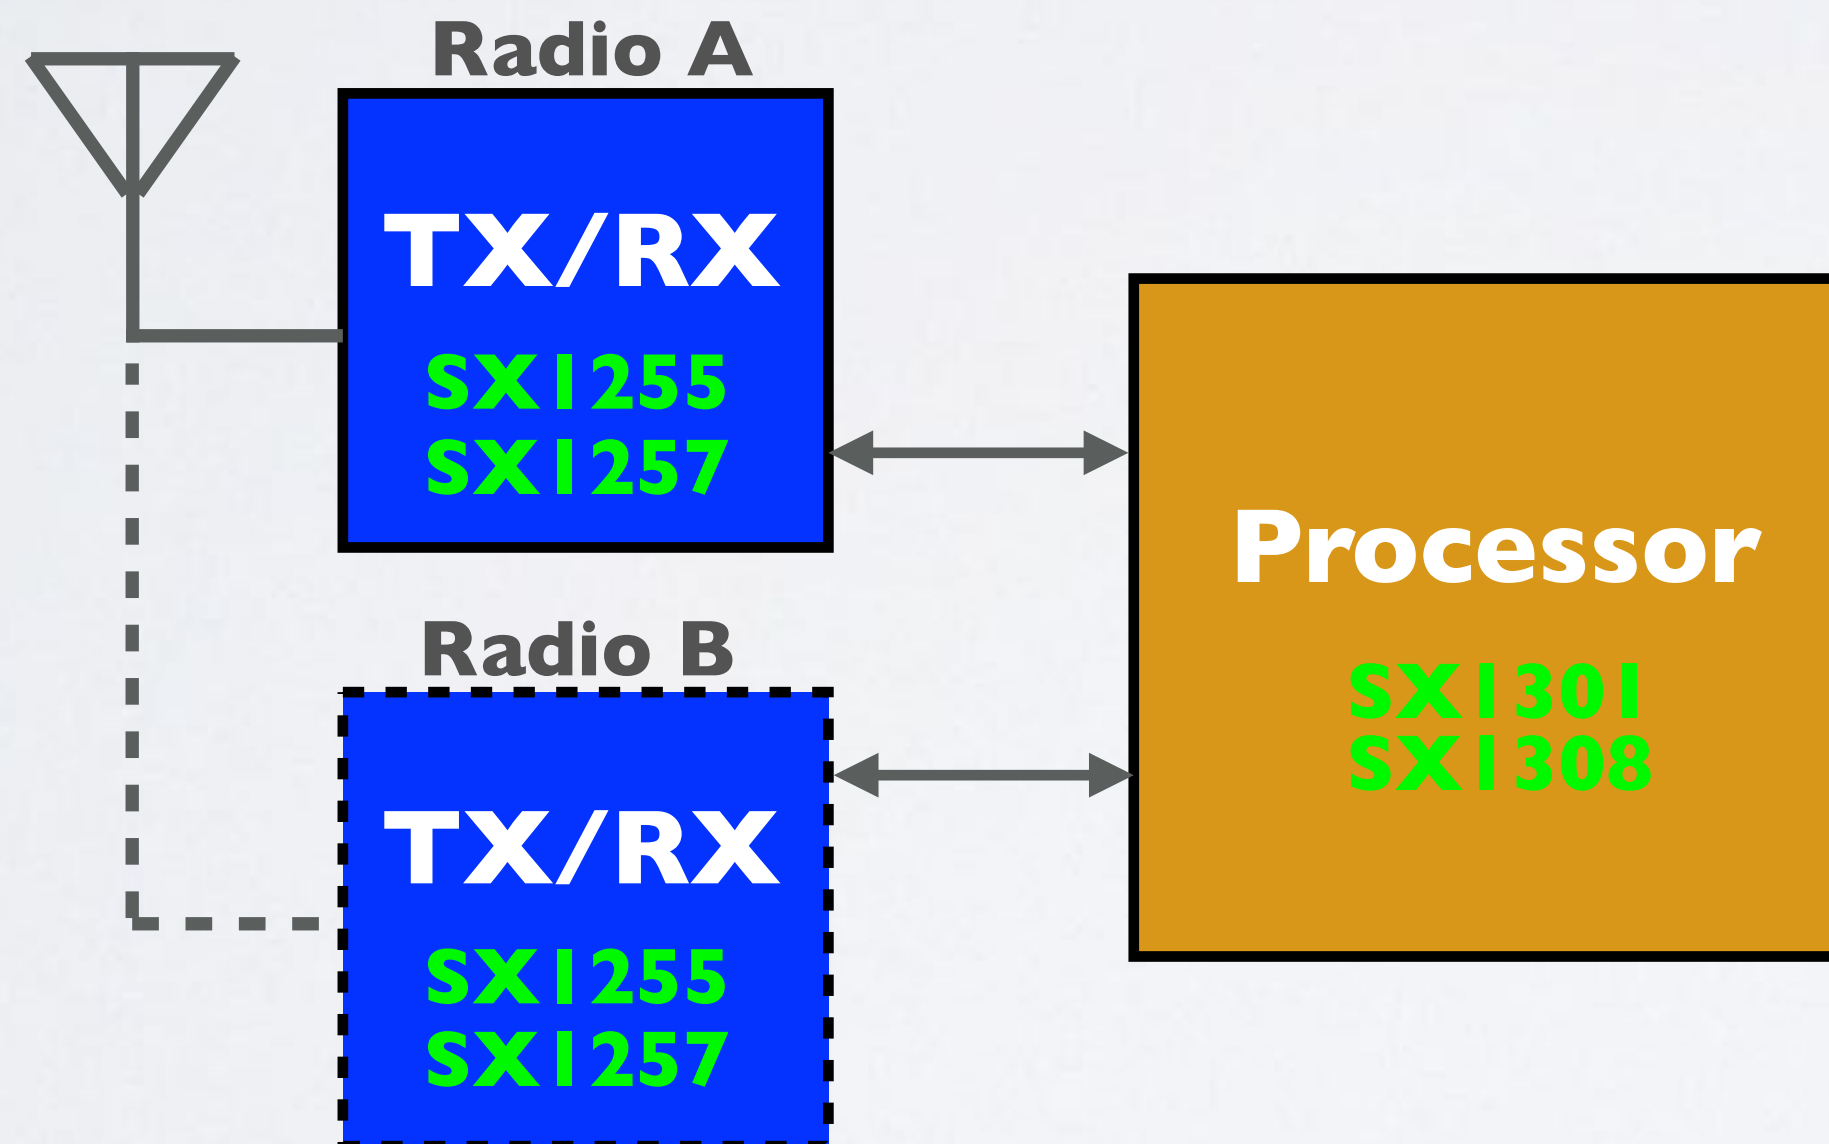 Radio A
TX/RX
SX1255
SX1257
Processor
SX1301
SX1308
Radio B
TX/RX
SX1255
SX1257